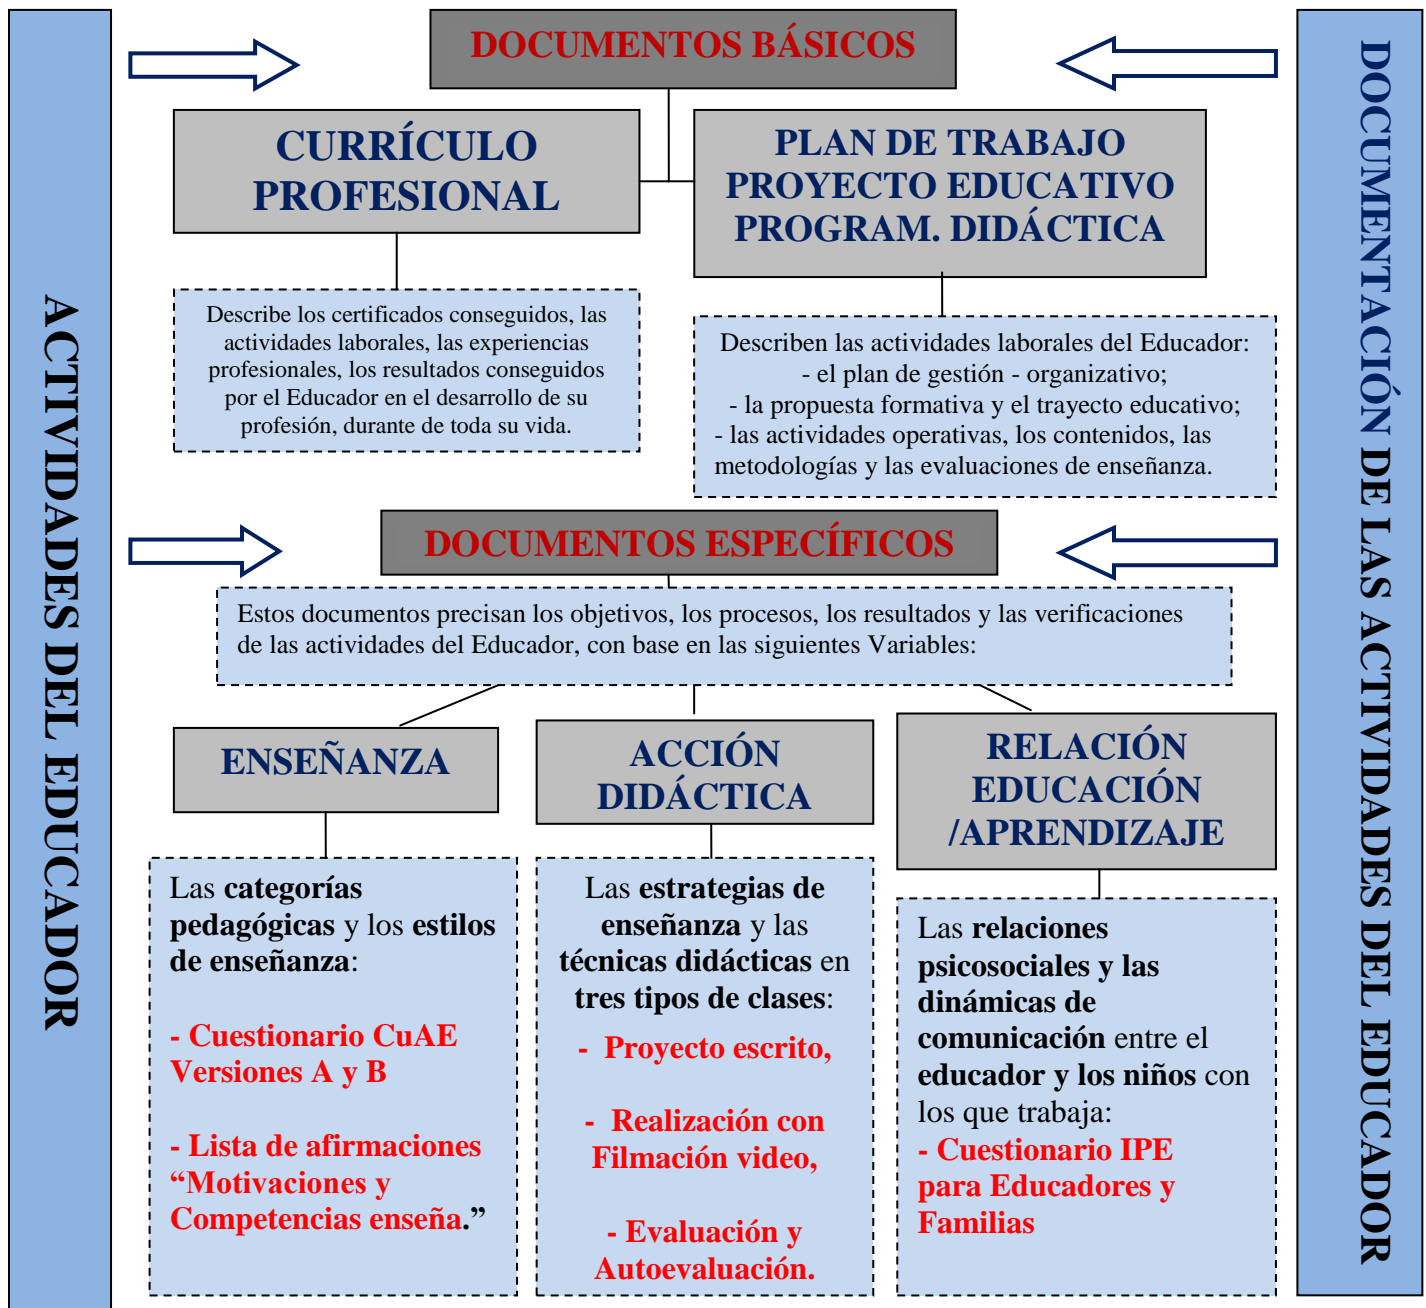 ACTIVIDADES DEL EDUCADOR
DOCUMENTOS BÁSICOS
CURRÍCULO
PROFESIONAL
PLAN DE TRABAJO
PROYECTO EDUCATIVO
PROGRAM. DIDÁCTICA
Describe los certificados conseguidos, las
actividades laborales, las experiencias
profesionales, los resultados conseguidos
por el Educador en el desarrollo de su
profesión, durante de toda su vida.
Describen las actividades laborales del Educador:
- el plan de gestión - organizativo;
- la propuesta formativa y el trayecto educativo;
- las actividades operativas, los contenidos, las
metodologías y las evaluaciones de enseñanza.
DOCUMENTOS ESPECÍFICOS
Estos documentos precisan los objetivos, los procesos, los resultados y las verificaciones
de las actividades del Educador, con base en las siguientes Variables:
ENSEÑANZA
Las categorías
pedagógicas y los estilos
de enseñanza:
- Cuestionario CuAE
Versiones A y B
- Lista de afirmaciones
“Motivaciones y
Competencias enseña.”
ACCIÓN
DIDÁCTICA
Las estrategias de
enseñanza y las
técnicas didácticas en
tres tipos de clases:
- Proyecto escrito,
- Realización con
Filmación video,
- Evaluación y
Autoevaluación.
RELACIÓN
EDUCACIÓN
/APRENDIZAJE
Las relaciones
psicosociales y las
dinámicas de
comunicación entre el
educador y los niños con
los que trabaja:
- Cuestionario IPE
para Educadores y
Familias
DOCUMENTACIÓN DE LAS ACTIVIDADES DEL EDUCADOR